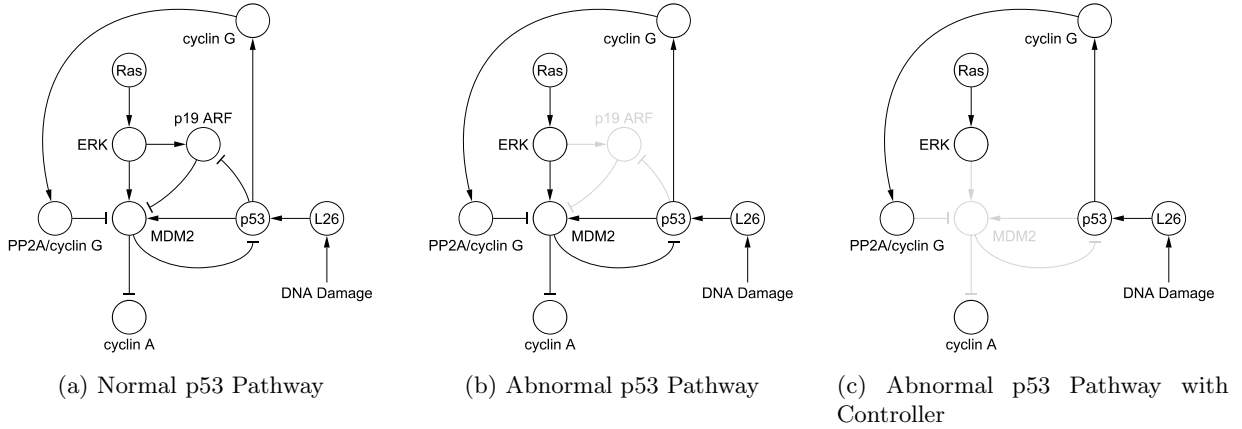 cyclin G
Ras
p19 ARF
ERK
p53
L26
PP2A/cyclin G
MDM2
DNA Damage
cyclin A
(a) Normal p53 Pathway
cyclin G
Ras
p19 ARF
ERK
p53
L26
PP2A/cyclin G
MDM2
DNA Damage
cyclin A
(b) Abnormal p53 Pathway
cyclin G
Ras
ERK
p53
L26
PP2A/cyclin G
MDM2
DNA Damage
cyclin A
(c) Abnormal p53 Pathway with
Controller